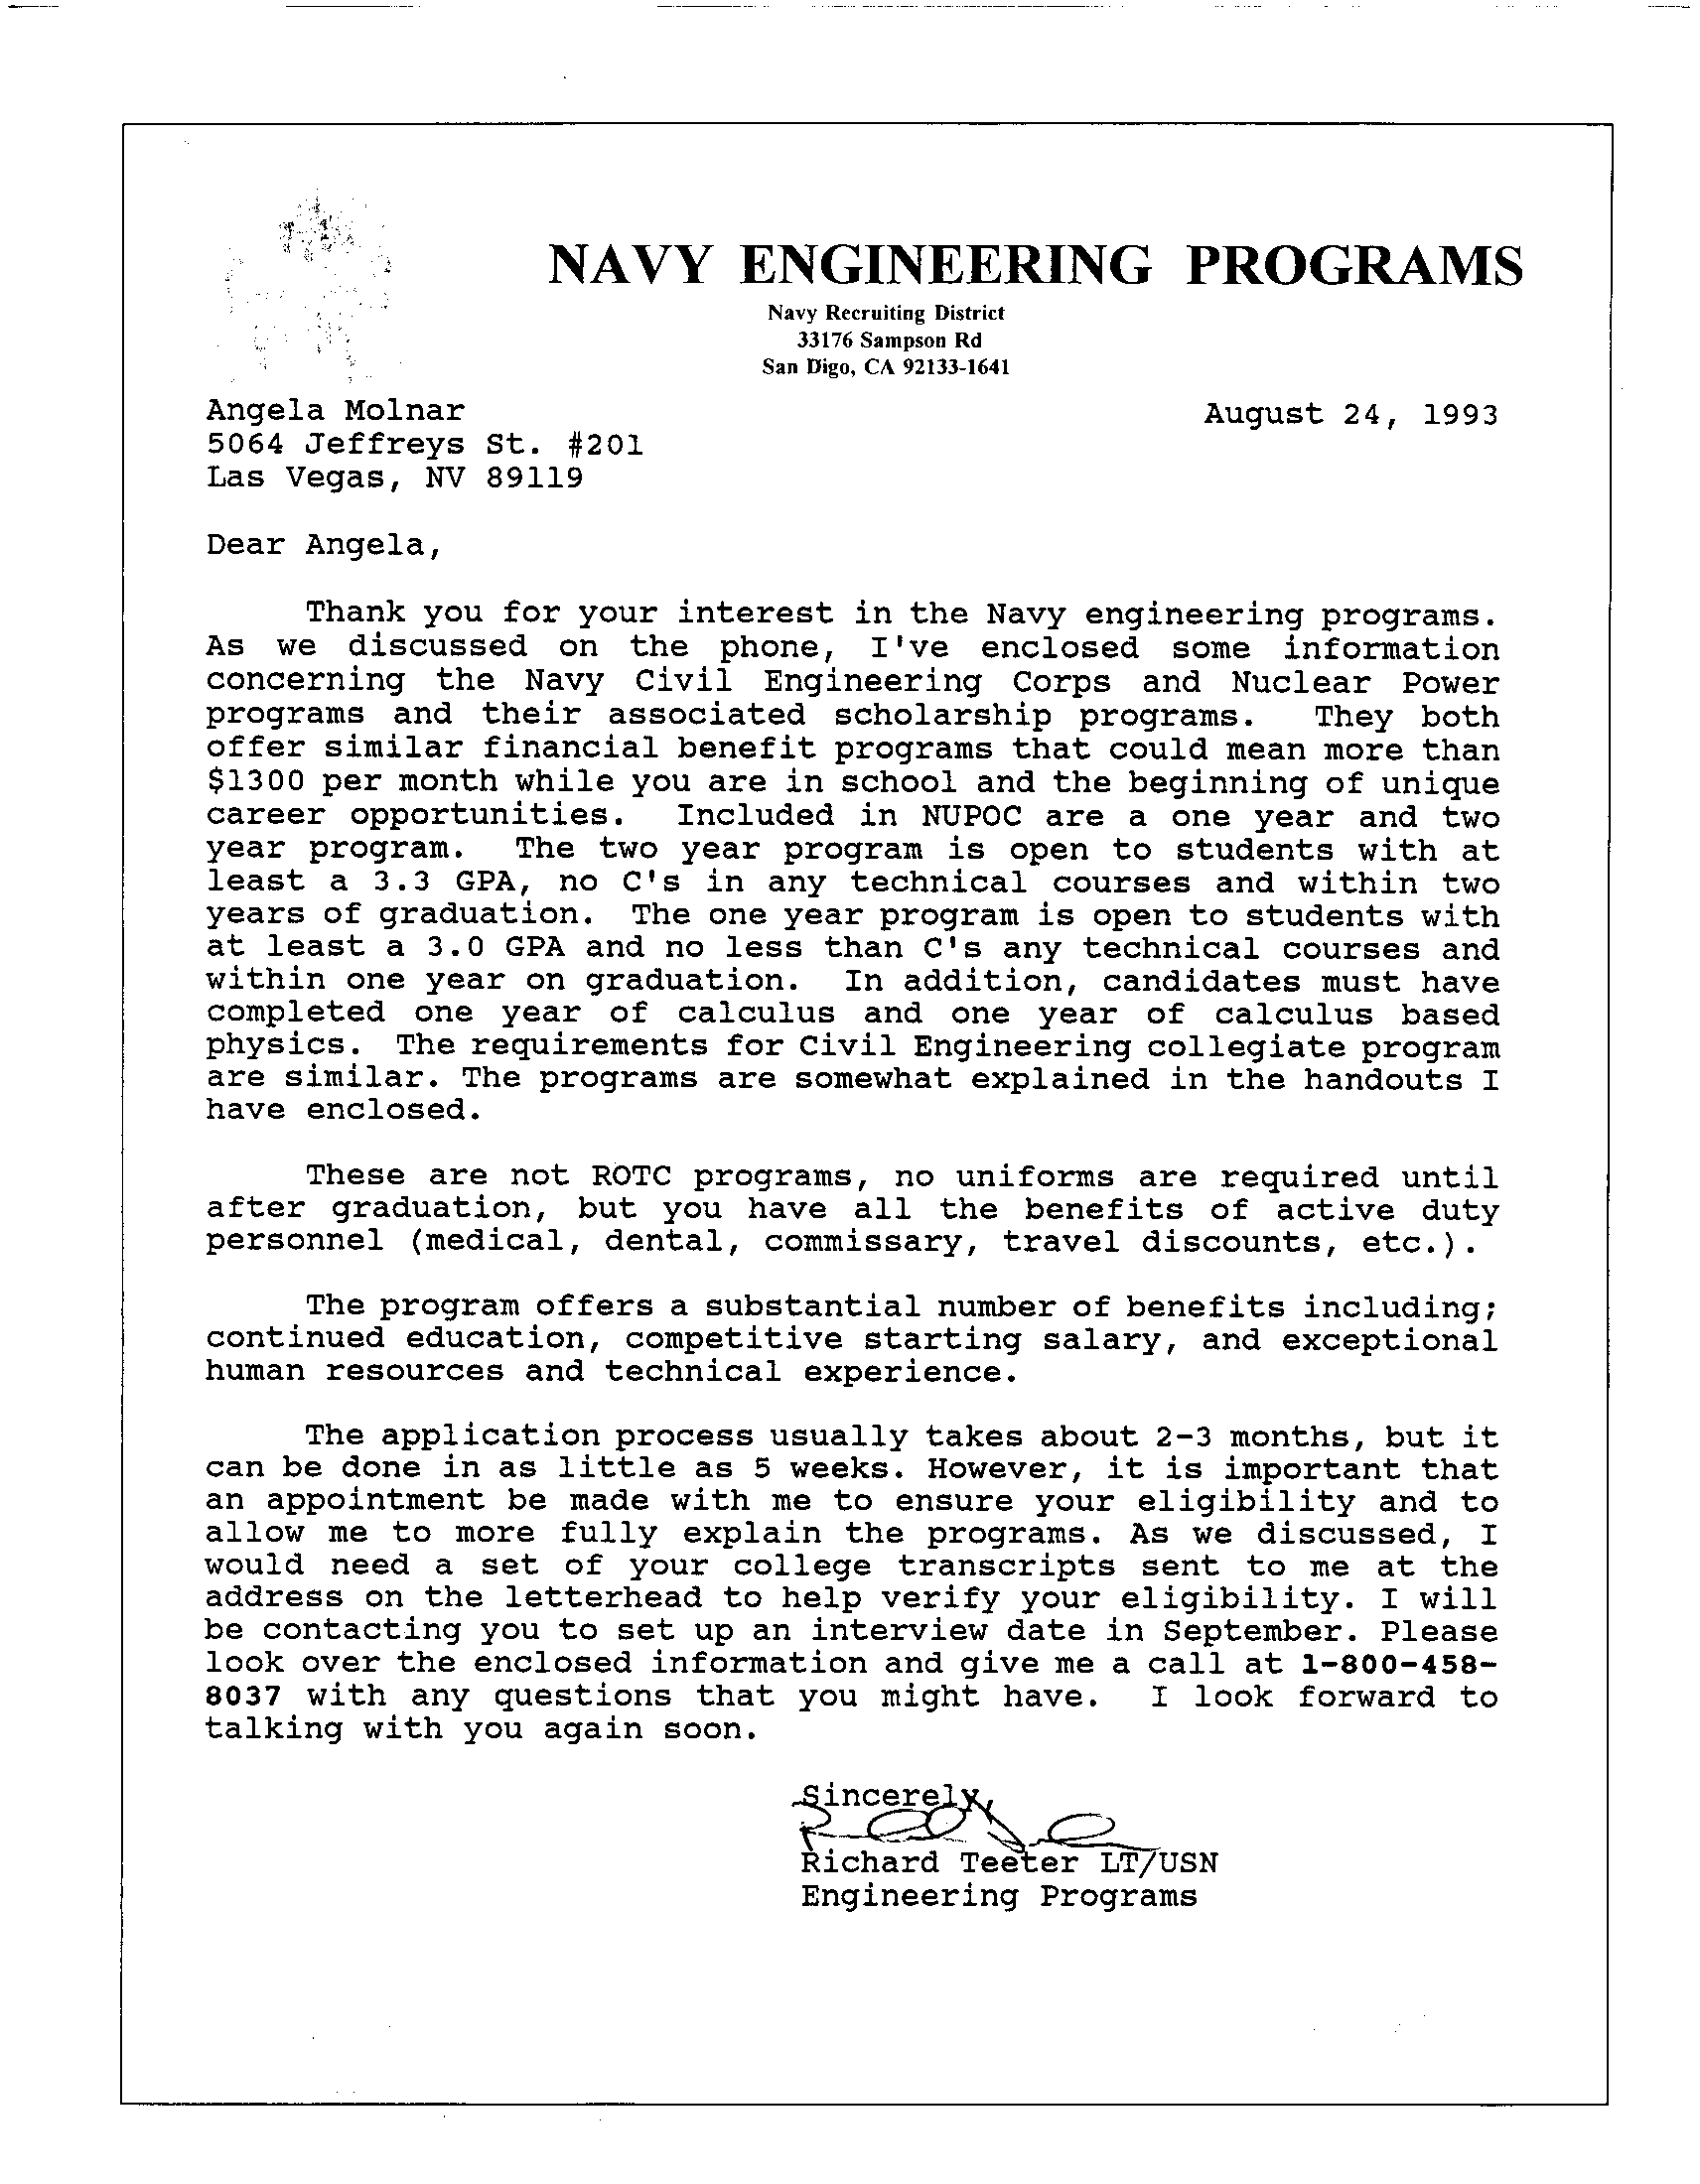 NAVY ENGINEERING PROGRAMS
Navy Recruiting District
33176 Sampson Rd
San Digo, CA 92133-1641
Angela Molnar
August 24, 1993
5064 Jeffreys St. #201
Las Vegas, NV 89119
Dear Angela,
Thank you for your interest in the Navy engineering programs.
As we discussed on the phone, I've enclosed some information
concerning the Navy Civil Engineering Corps and Nuclear Power
programs and their associated scholarship programs. They both
offer similar financial benefit programs that could mean more than
$1300 per month while you are in school and the beginning of unique
career opportunities. Included in NUPOC are a one year and two
year program. The two year program is open to students with at
least a 3.3 GPA, no C's in any technical courses and within two
years of graduation. The one year program is open to students with
at least a 3.0 GPA and no less than C's any technical courses and
within one year on graduation. In addition, candidates must have
completed one year of calculus and one year of calculus based
physics. The requirements for Civil Engineering collegiate program
are similar. The programs are somewhat explained in the handouts I
have enclosed.
These are not ROTC programs, no uniforms are required until
after graduation, but you have all the benefits of active duty
personnel (medical, dental, commissary, travel discounts, etc.).
The program offers a substantial number of benefits including;
continued education, competitive starting salary, and exceptional
human resources and technical experience.
The application process usually takes about 2-3 months, but it
can be done in as little as 5 weeks. However, it is important that
an appointment be made with me to ensure your eligibility and to
allow me to more fully explain the programs. As we discussed, I
would need a set of your college transcripts sent to me at the
address on the letterhead to help verify your eligibility. I will
be contacting you to set up an interview date in September. Please
look over the enclosed information and give me a call at 1-800-458-
8037 with any questions that you might have. I look forward to
talking with you again soon.
Sincerely,
Richard Teeter LT/USN
Engineering Programs